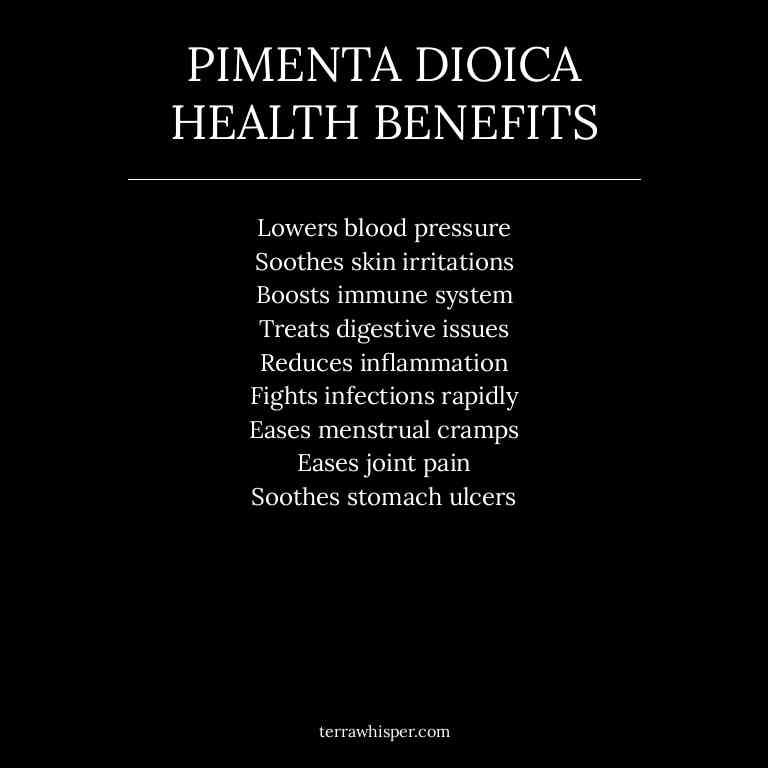 PIMENTA DIOICA
HEALTH BENEFITS
Lowers blood pressure
Soothes skin irritations
Boosts immune system
Treats digestive issues
Reduces inflammation
Fights infections rapidly
Eases menstrual cramps
Eases joint pain
Soothes stomach ulcers
terrawhisper.com